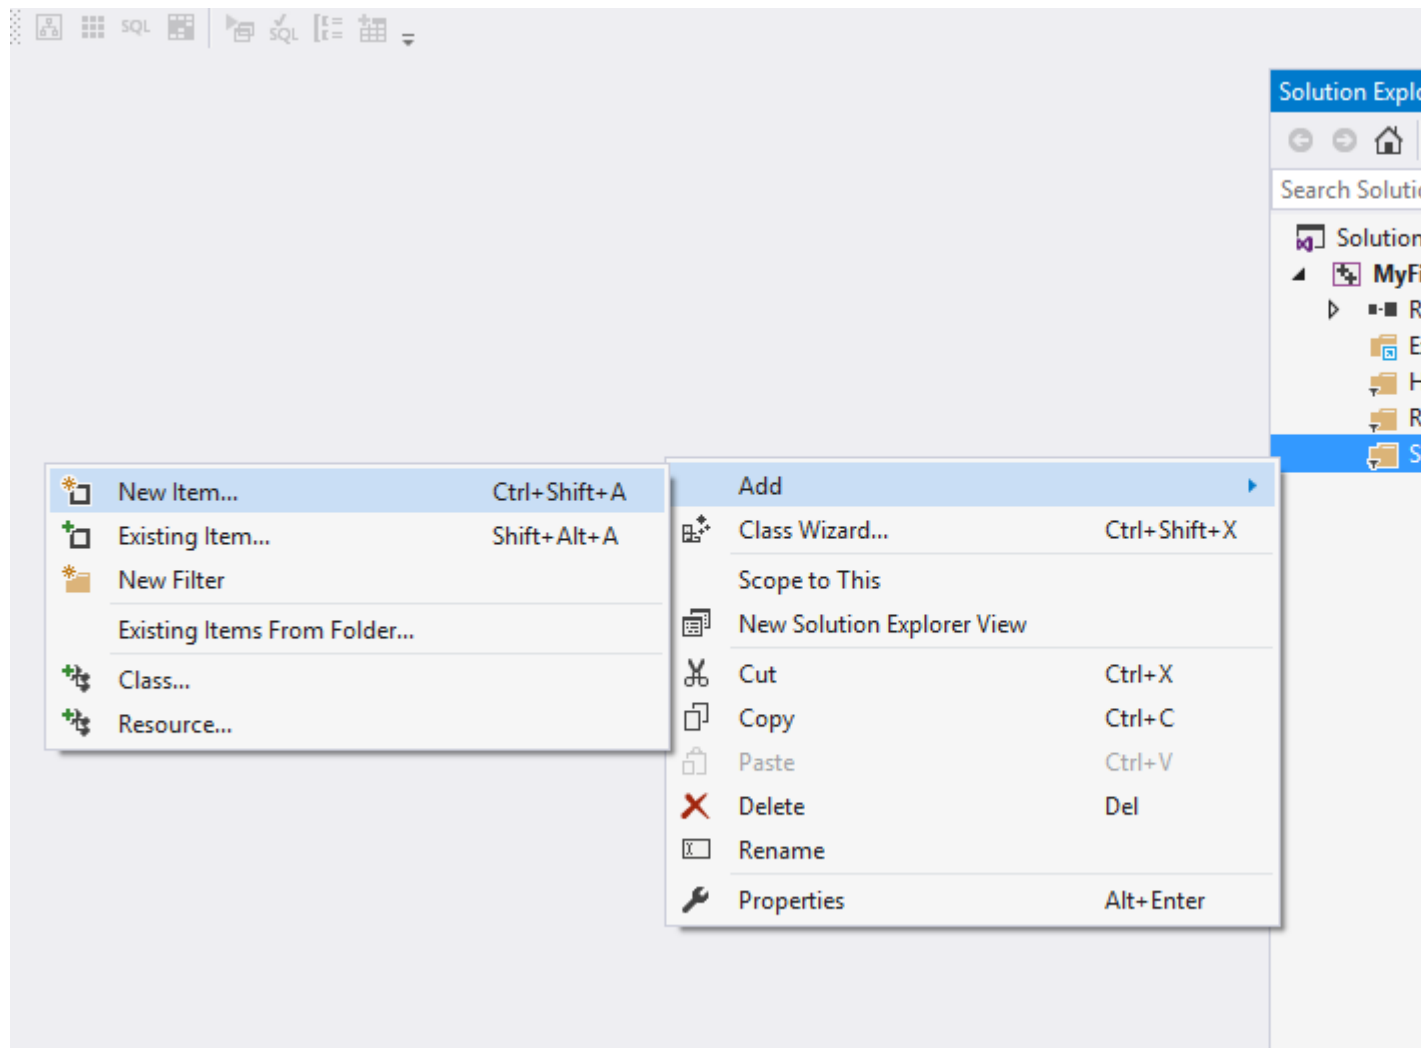 SQL
SQL
Solution Expl
Search Soluti
Solution
MyFi
R
E
H
R
S
New Item... Ctrl+Shift+A
Existing Item... Shift+Alt+A
New Filter
Existing Items From Folder...
Class...
Resource...
Add
Class Wizard... Ctrl+Shift+X
Scope to This
New Solution Explorer View
Cut Ctrl+X
Copy Ctrl+C
Paste Ctrl+V
Delete Del
Rename
Properties Alt+Enter